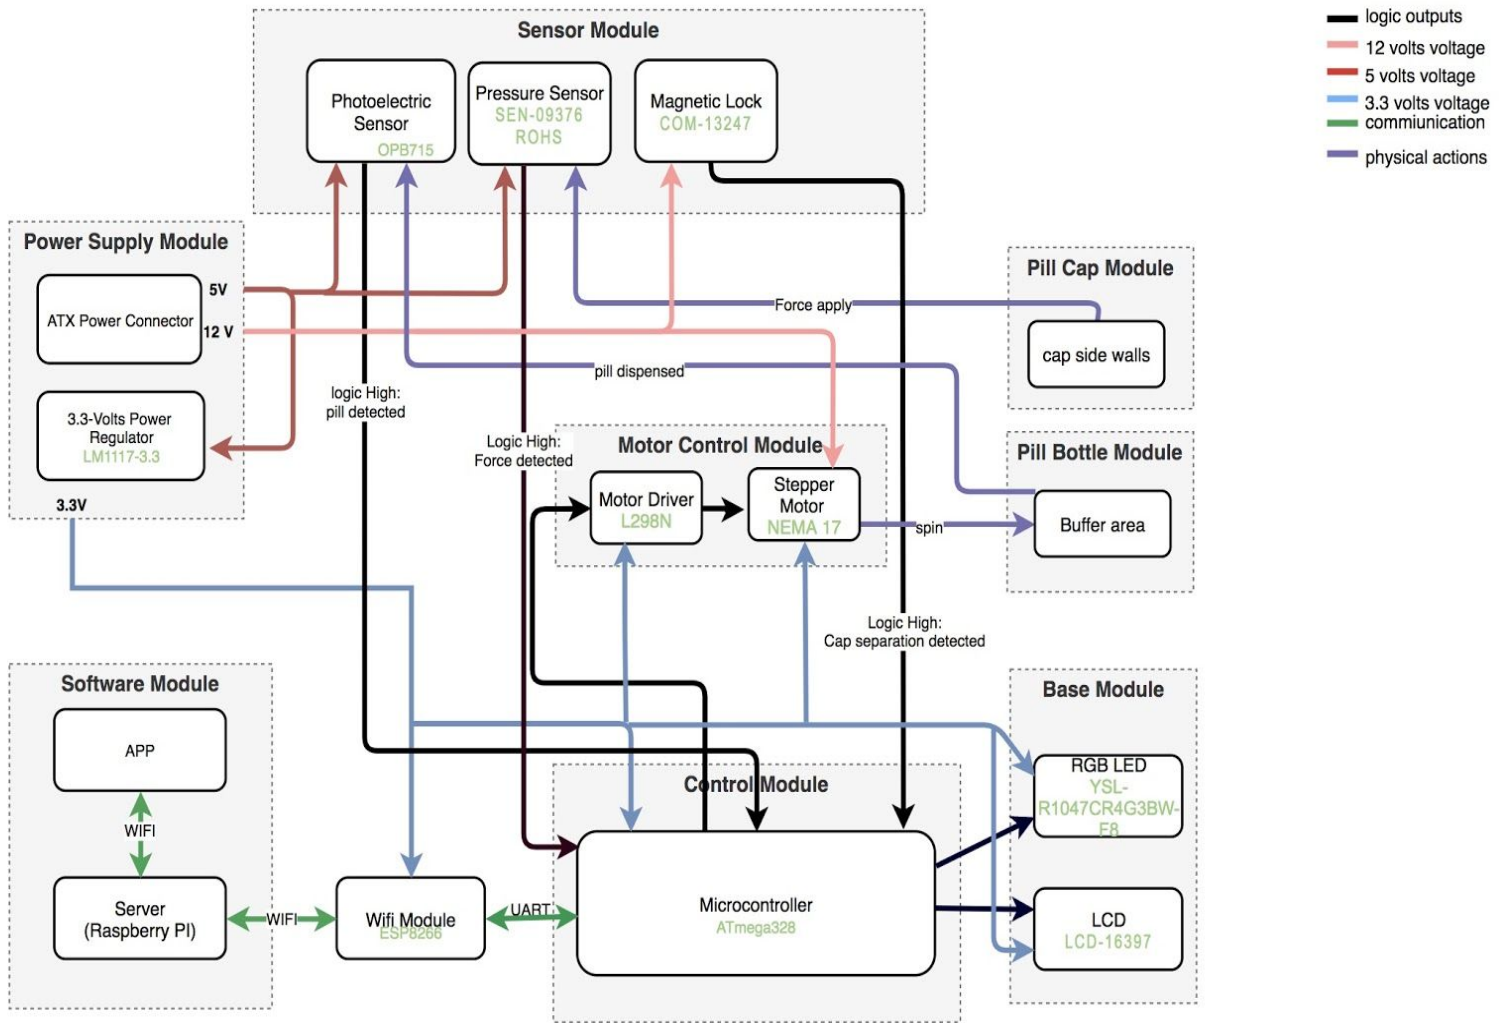 logic outputs
12 volts voltage
5 volts voltage
3.3 volts voltage
commiunication
physical actions
Sensor Module
Photoelectric
Sensor
OPB715
Pressure Sensor
SEN-09376
ROHS
Magnetic Lock
COM-13247
Power Supply Module
ATX Power Connector
5V
12 V
3.3-Volts Power
Regulator
LM1117-3.3
3.3V
Pill Cap Module
cap side walls
Force apply
pill dispensed
logic High:
pill detected
Logic High:
Force detected
Motor Control Module
Motor Driver
L298N
Stepper
Motor
NEMA 17
spin
Pill Bottle Module
Buffer area
Logic High:
Cap separation detected
Software Module
APP
WIFI
Server
(Raspberry PI)
WIFI
Wifi Module
ESP8266
UART
Control Module
Microcontroller
ATmega328
Base Module
RGB LED
YSL-
R1047CR4G3BW-
F8
LCD
LCD-16397